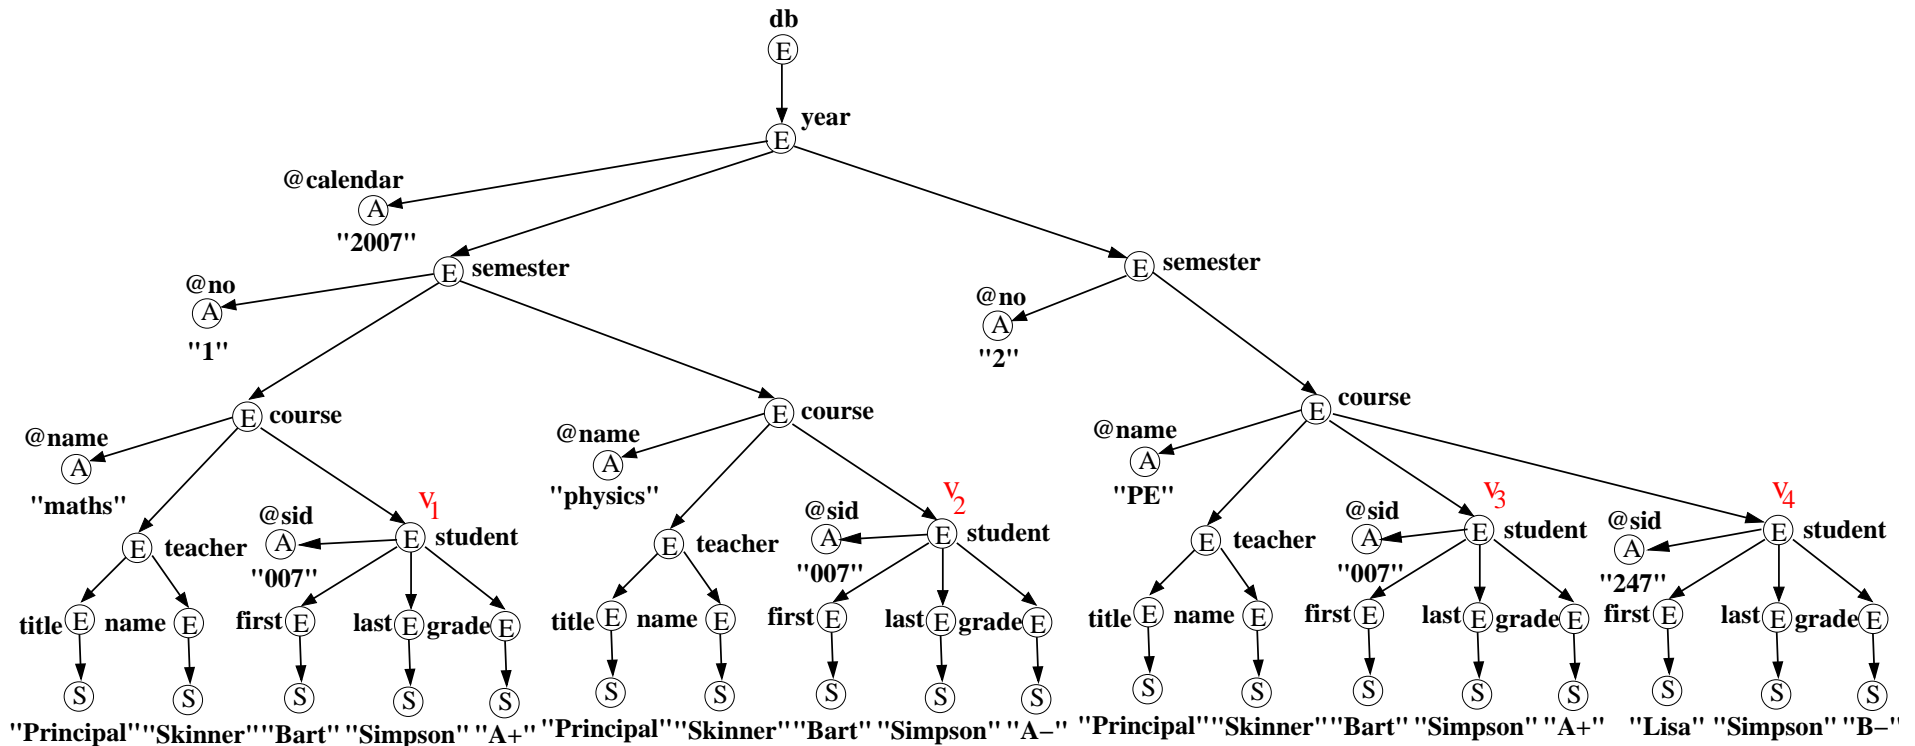 db
E
year
E
@calendar
A
"2007"
E semester
E semester
@no
A
"1"
@no
A
"2"
E course
E course
E course
@name
A
"maths"
@name
A
"physics"
@name
A
"PE"
v1
v2
v3
v4
E teacher
@sid
A
"007"
E student
E teacher
@sid
A
"007"
E student
E teacher
@sid
A
"007"
E student
@sid
A
"247"
E student
title E name E first E last E grade E title E name E first E last E grade E title E name E first E last E grade E first E last E grade E
S S S S S S S S S S S S S S S S S S
"Principal" "Skinner" "Bart" "Simpson" "A+" "Principal" "Skinner" "Bart" "Simpson" "A−" "Principal" "Skinner" "Bart" "Simpson" "A+" "Lisa" "Simpson" "B−"